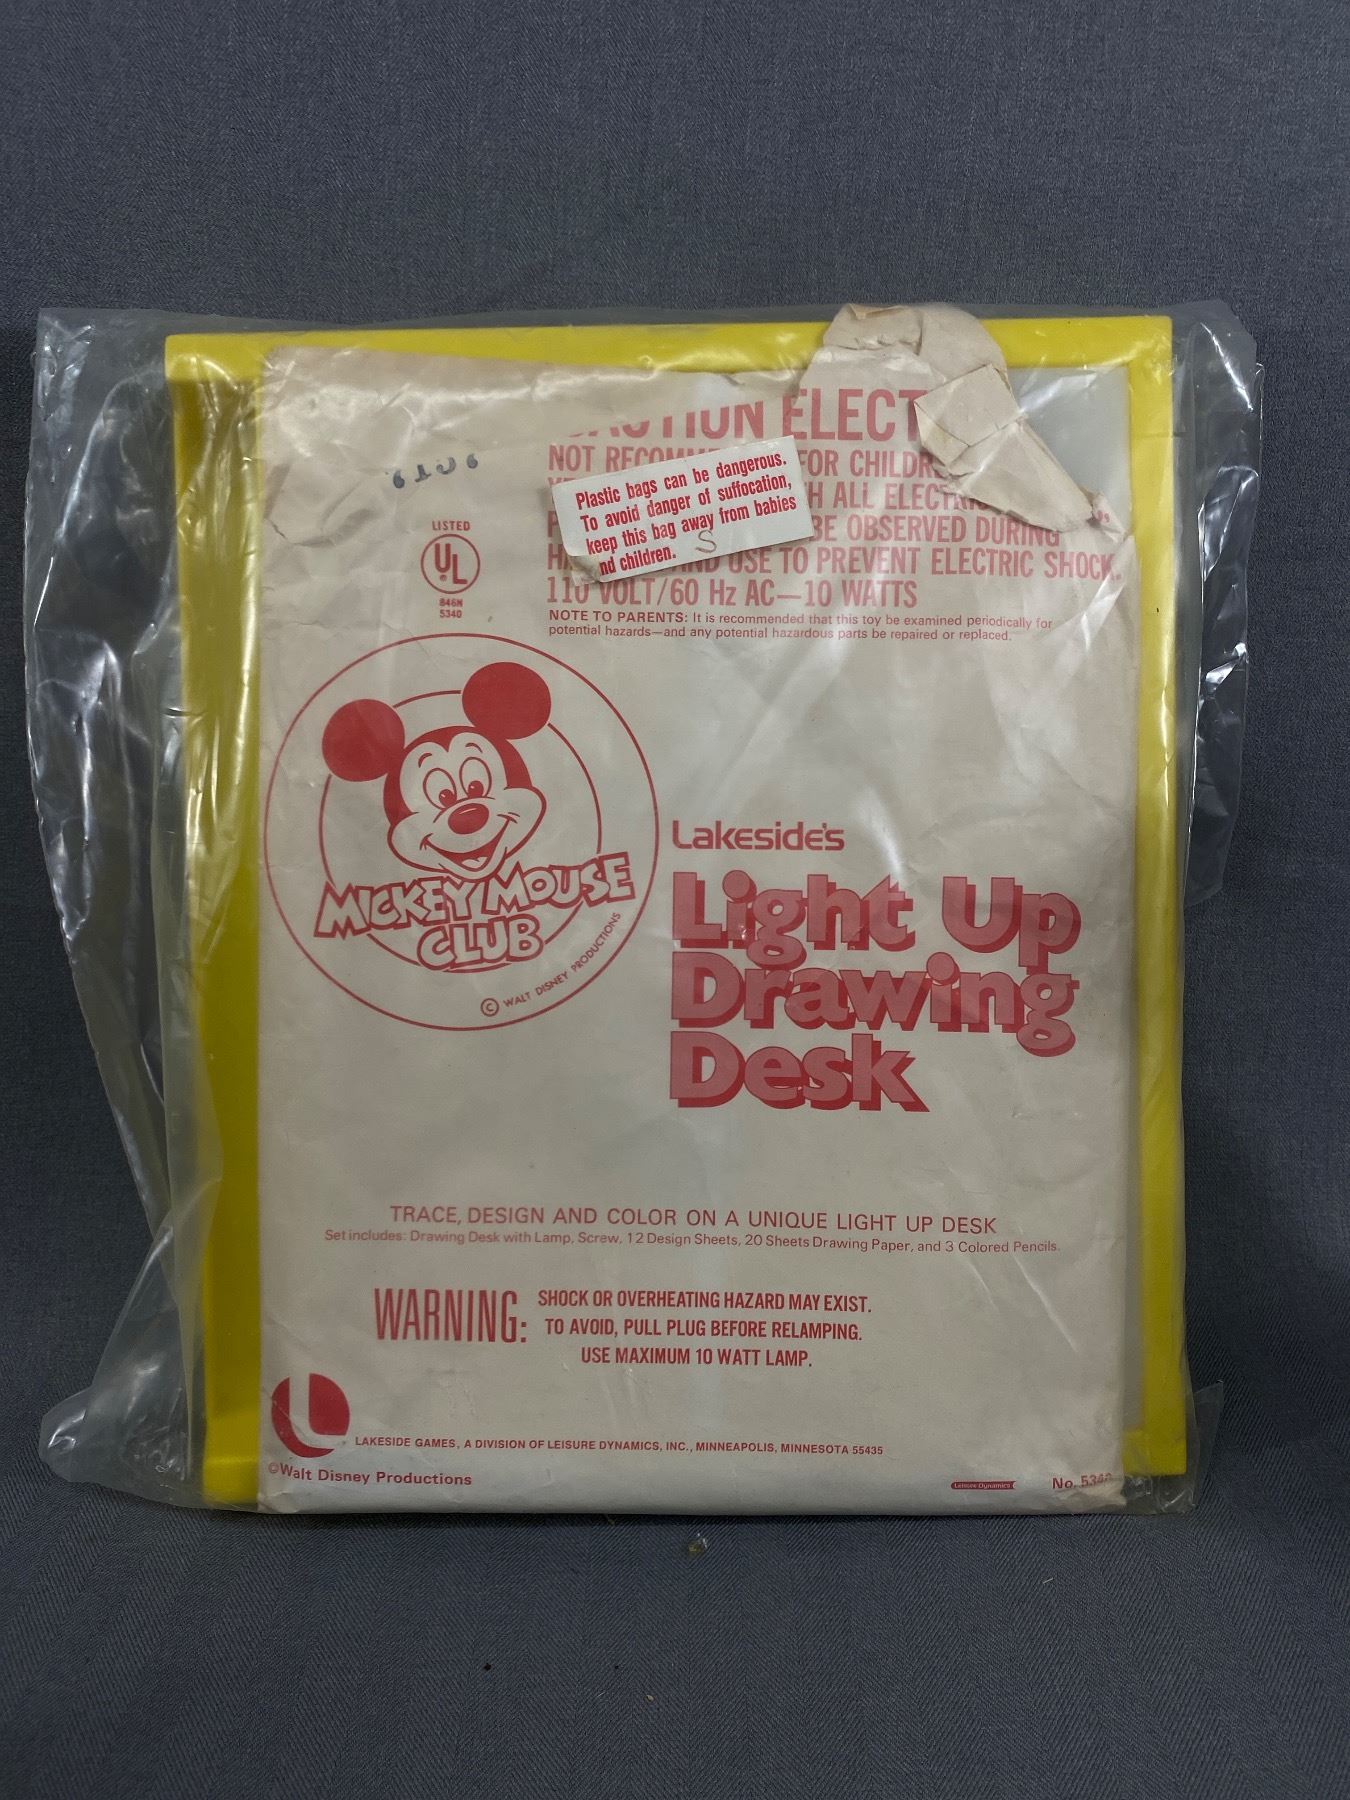 ELECT
NOT FOR CHILDR
ALL
BE OBSERVED DURING
USE TO PREVENT ELECTRIC SHOCK.
110 VOLT/60 Hz AC—10 WATTS
NOTE TO PARENTS: It is recommended that this toy be examined periodically for
potential hazards—and any potential hazardous parts be repaired or replaced.
Plastic bags can be dangerous.
To avoid danger of suffocation,
keep this bag away from babies
nd children. S
LISTED
UL
846N
5340
MICKEY MOUSE
CLUB
© WALT DISNEY PRODUCTIONS
Lakeside's
Light Up
Drawing
Desk
TRACE, DESIGN AND COLOR ON A UNIQUE LIGHT UP DESK
Set includes: Drawing Desk with Lamp, Screw, 12 Design Sheets, 20 Sheets Drawing Paper, and 3 Colored Pencils.
WARNING: SHOCK OR OVERHEATING HAZARD MAY EXIST.
TO AVOID, PULL PLUG BEFORE RELAMPING.
USE MAXIMUM 10 WATT LAMP.
LAKESIDE GAMES, A DIVISION OF LEISURE DYNAMICS, INC., MINNEAPOLIS, MINNESOTA 55435
©Walt Disney Productions
Leisure Dynamics
No. 5340